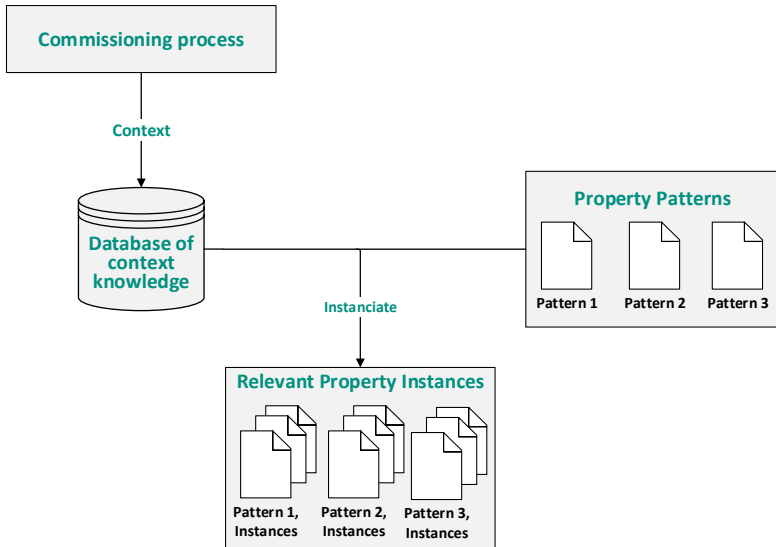 Commissioning process
Context
Database of
context
knowledge
Property Patterns
Pattern 1
Pattern 2
Pattern 3
Instanciate
Relevant Property Instances
Pattern 1,
Instances
Pattern 2,
Instances
Pattern 3,
Instances